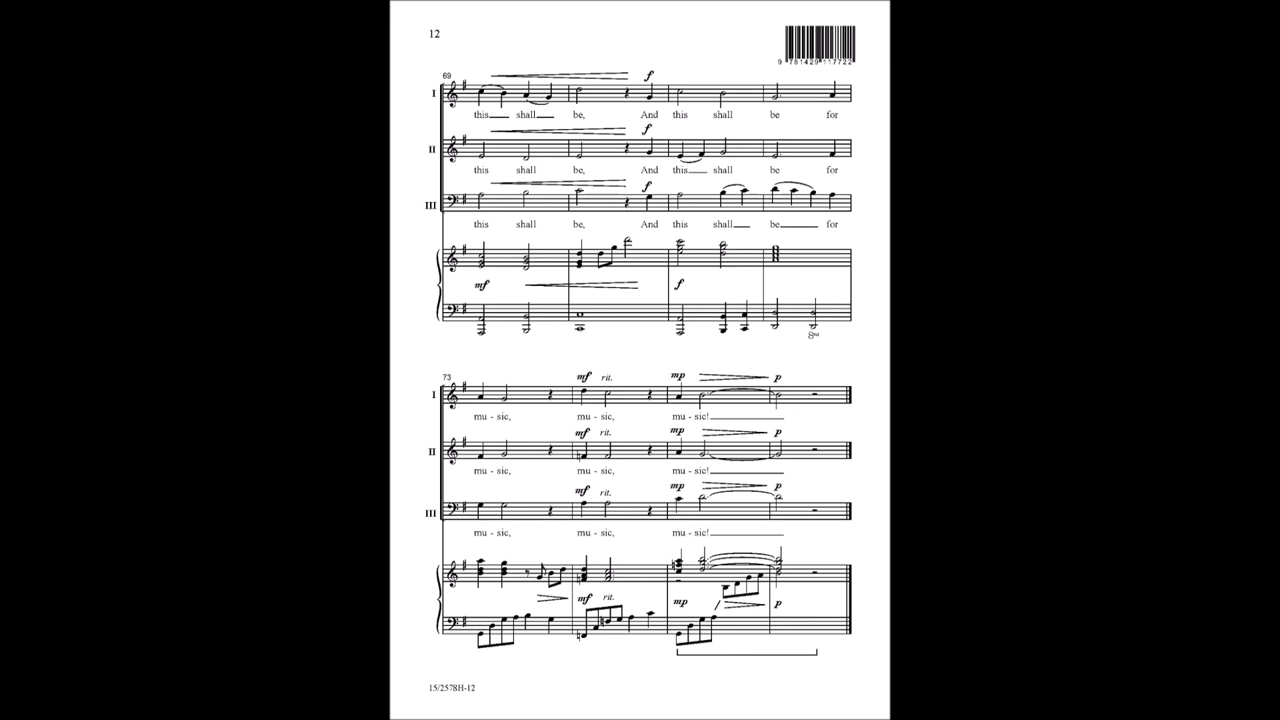 12
9 781429 117722
69
f
I
this shall be, And this shall be for
f
II
this shall be, And this shall be for
f
III
this shall be, And this shall be for
mf f
8va
73
mf rit. mp p
I
mu - sic, mu - sic, mu - sic!
mf rit. mp p
II
mu - sic, mu - sic, mu - sic!
mf rit. mp p
III
mu - sic, mu - sic, mu - sic!
mf rit. mp p
15/2578H-12